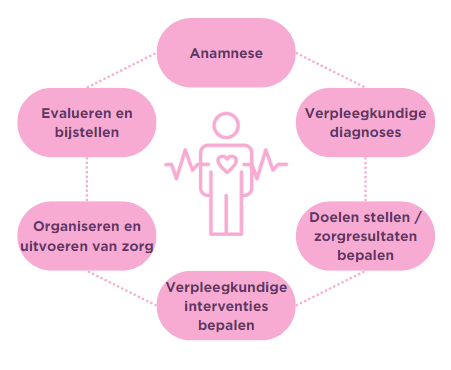 Anamnese
Verpleegkundige
diagnoses
Doelen stellen /
zorgresultaten
bepalen
Verpleegkundige
interventies
bepalen
Organiseren en
uitvoeren van zorg
Evalueren en
bijstellen